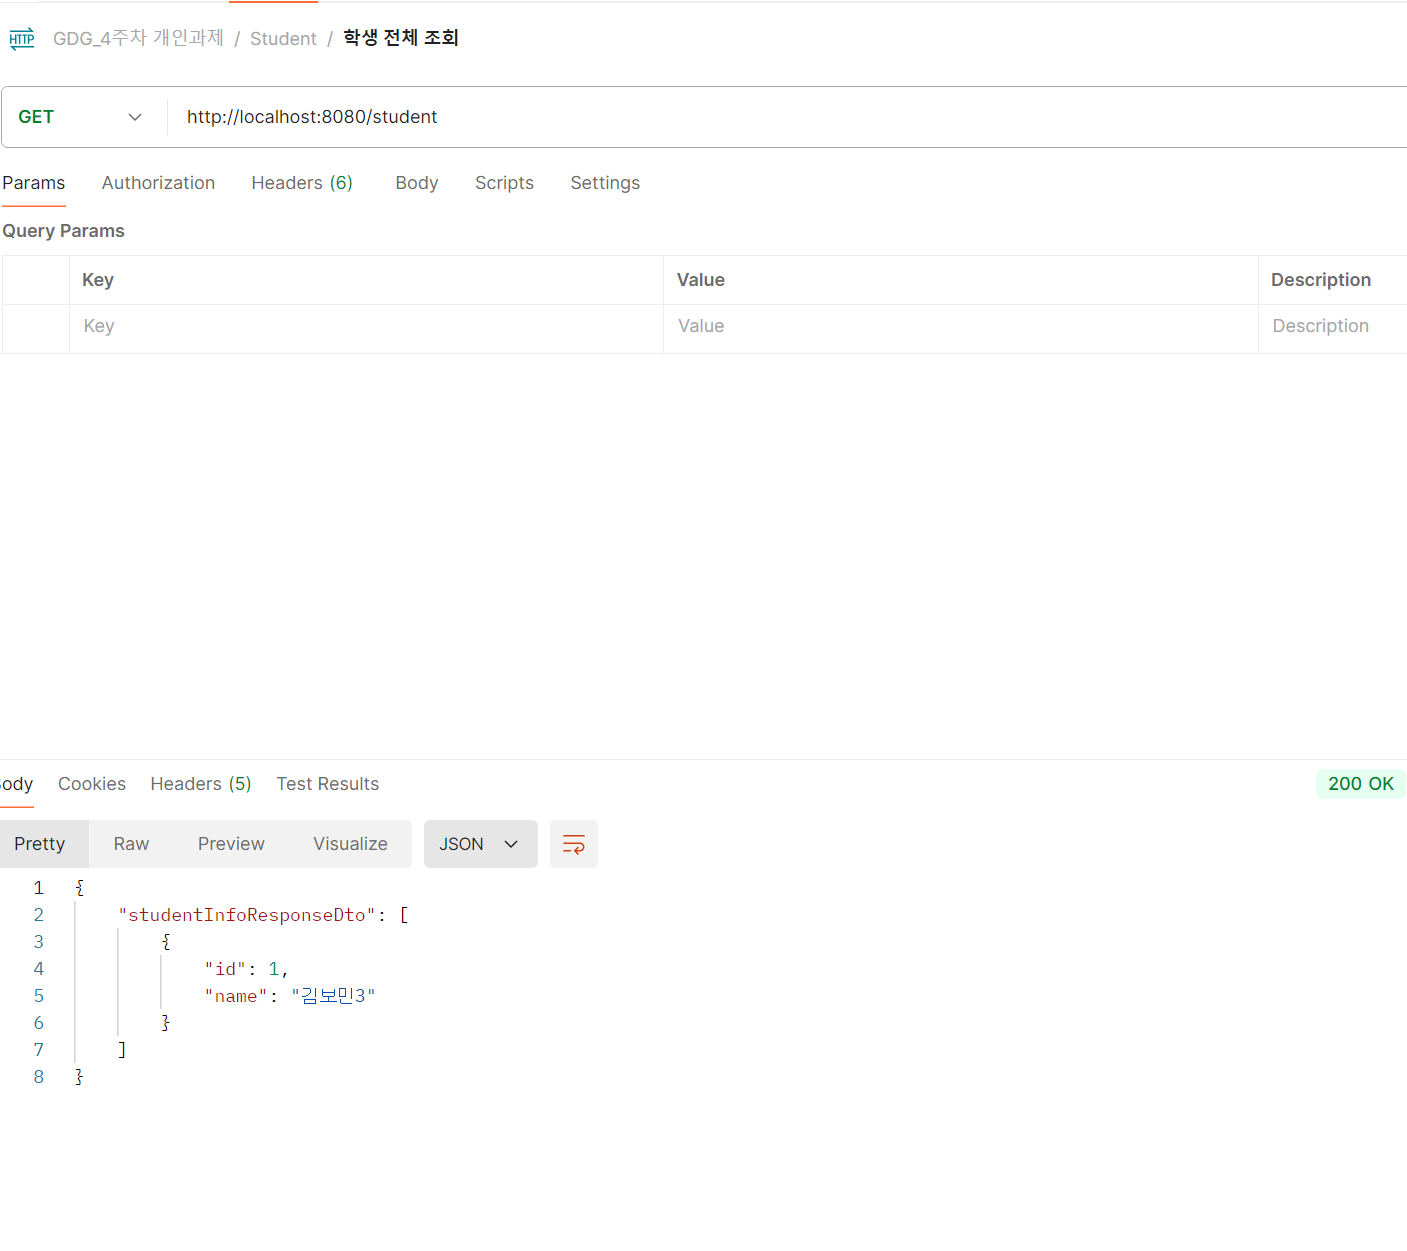 HTTP GDG_4주차 개인과제 / Student / 학생 전체 조회
GET http://localhost:8080/student
Params Authorization Headers (6) Body Scripts Settings
Query Params
Key Value Description
Key Value Description
ody Cookies Headers (5) Test Results 200 OK
Pretty Raw Preview Visualize JSON
1 {
2 "studentInfoResponseDto": [
3 {
4 "id": 1,
5 "name": "김보민3"
6 }
7 ]
8 }